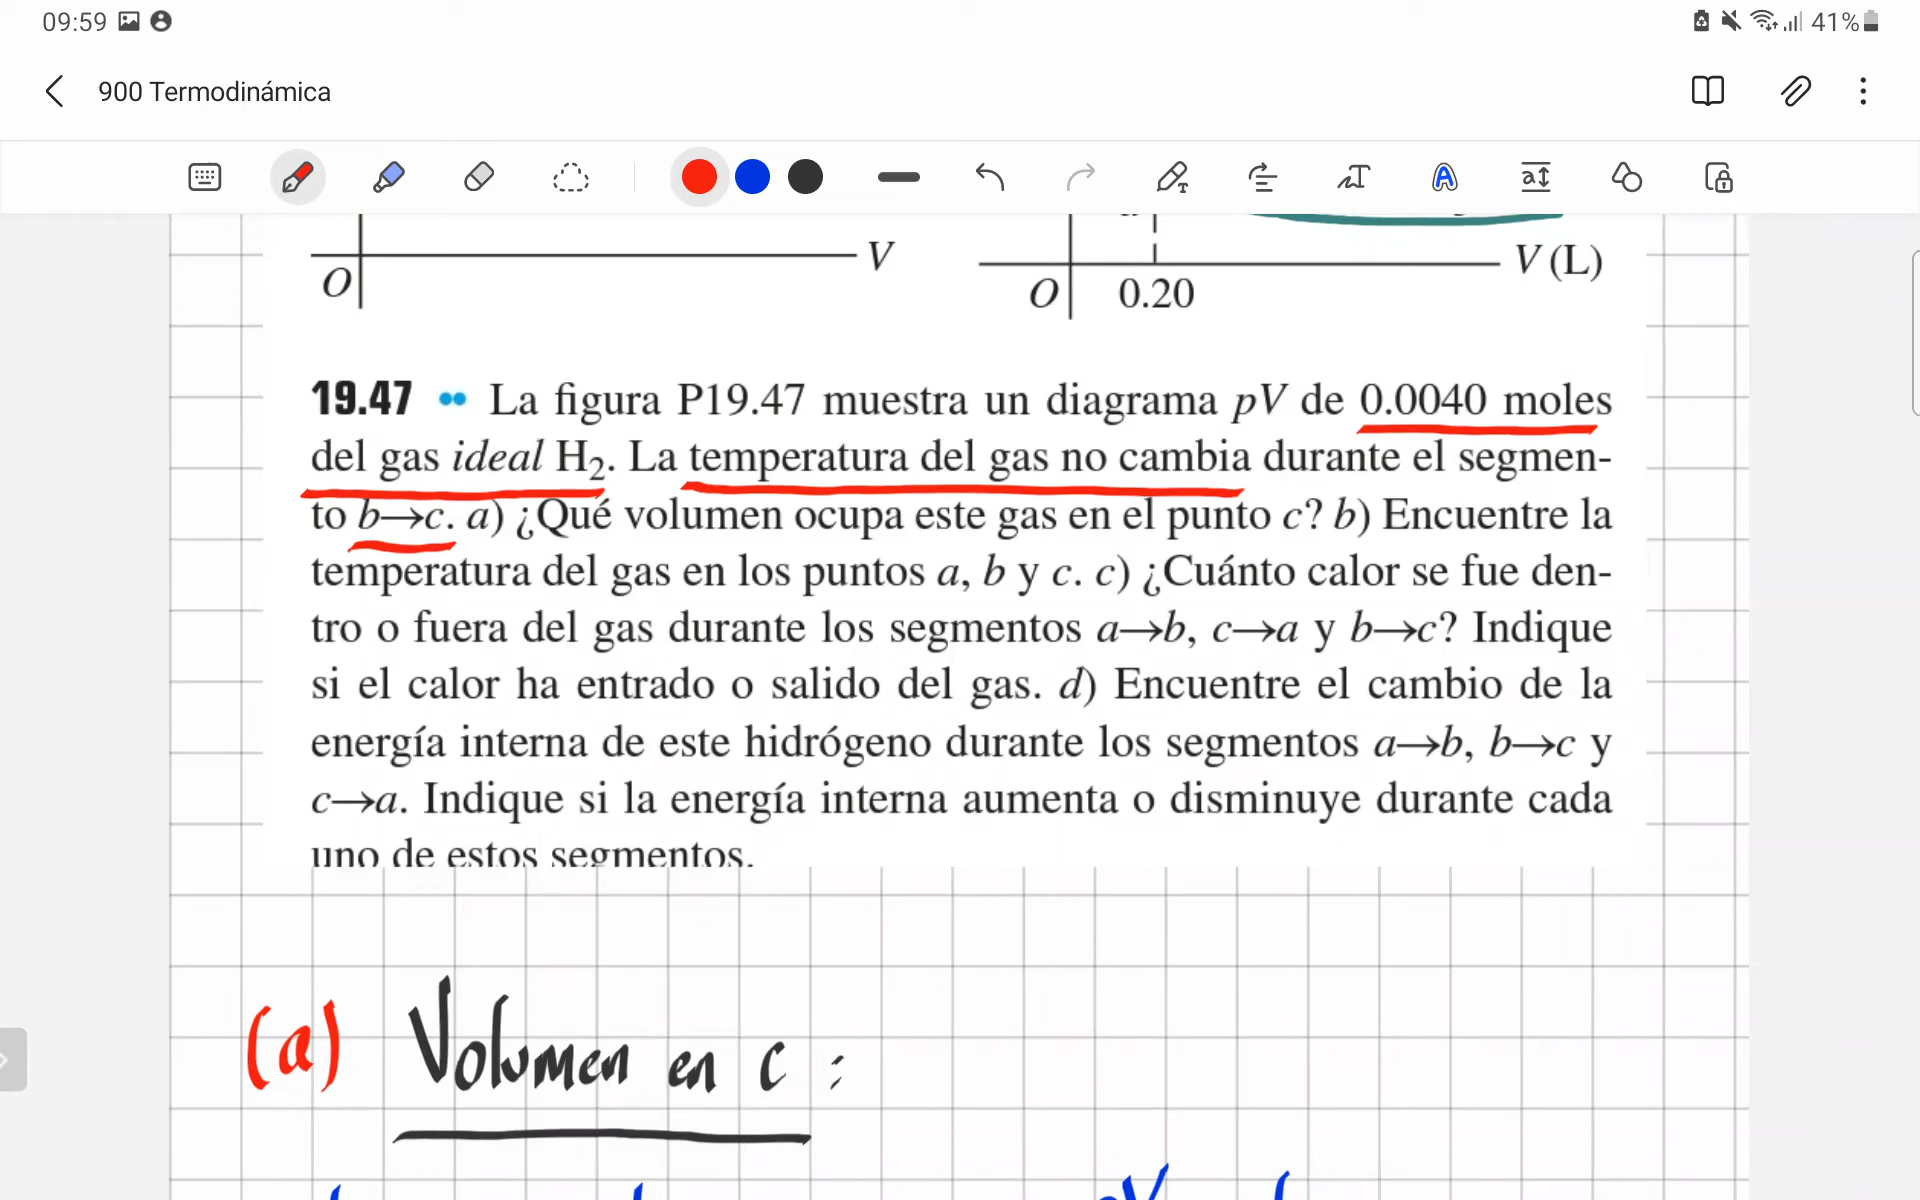 09:59
41%
900 Termodinámica
V
V (L)
O
O
0.20
19.47 •• La figura P19.47 muestra un diagrama pV de 0.0040 moles
del gas ideal H₂. La temperatura del gas no cambia durante el segmen-
to b→c. a) ¿Qué volumen ocupa este gas en el punto c? b) Encuentre la
temperatura del gas en los puntos a, b y c. c) ¿Cuánto calor se fue den-
tro o fuera del gas durante los segmentos a→b, c→a y b→c? Indique
si el calor ha entrado o salido del gas. d) Encuentre el cambio de la
energía interna de este hidrógeno durante los segmentos a→b, b→c y
c→a. Indique si la energía interna aumenta o disminuye durante cada
uno de estos segmentos.
(a) Volumen en c :